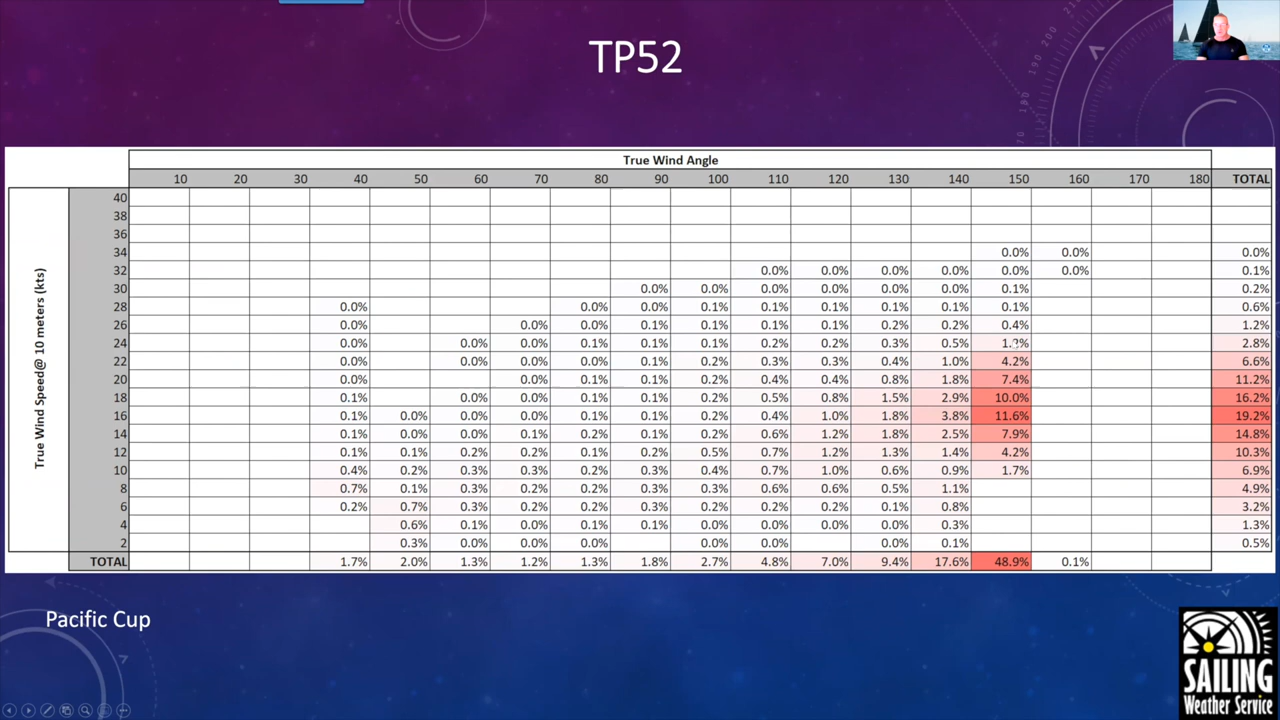 TP52
True Wind Angle
10 20 30 40 50 60 70 80 90 100 110 120 130 140 150 160 170 180 TOTAL
True Wind Speed@ 10 meters (kts)
40
38
36
34 0.0% 0.0% 0.0%
32 0.0% 0.0% 0.0% 0.0% 0.0% 0.0% 0.1%
30 0.0% 0.0% 0.0% 0.0% 0.0% 0.0% 0.1% 0.2%
28 0.0% 0.0% 0.0% 0.1% 0.1% 0.1% 0.1% 0.1% 0.1% 0.6%
26 0.0% 0.0% 0.0% 0.1% 0.1% 0.1% 0.1% 0.2% 0.2% 0.4% 1.2%
24 0.0% 0.0% 0.0% 0.1% 0.1% 0.1% 0.2% 0.2% 0.3% 0.5% 2.8%
22 0.0% 0.0% 0.0% 0.0% 0.1% 0.2% 0.3% 0.3% 0.4% 1.0% 4.2% 6.6%
20 0.0% 0.0% 0.1% 0.1% 0.2% 0.4% 0.4% 0.8% 1.8% 7.4% 11.2%
18 0.1% 0.0% 0.0% 0.1% 0.1% 0.2% 0.5% 0.8% 1.5% 2.9% 10.0% 16.2%
16 0.1% 0.0% 0.0% 0.0% 0.1% 0.1% 0.2% 0.4% 1.0% 1.8% 3.8% 11.6% 19.2%
14 0.1% 0.0% 0.0% 0.1% 0.2% 0.1% 0.2% 0.6% 1.2% 1.8% 2.5% 7.9% 14.8%
12 0.1% 0.1% 0.2% 0.2% 0.1% 0.2% 0.5% 0.7% 1.2% 1.3% 1.4% 4.2% 10.3%
10 0.4% 0.2% 0.3% 0.3% 0.2% 0.3% 0.4% 0.7% 1.0% 0.6% 0.9% 1.7% 6.9%
8 0.7% 0.1% 0.3% 0.2% 0.2% 0.3% 0.3% 0.6% 0.6% 0.5% 1.1% 4.9%
6 0.2% 0.7% 0.3% 0.2% 0.2% 0.3% 0.2% 0.2% 0.2% 0.1% 0.8% 3.2%
4 0.6% 0.1% 0.0% 0.1% 0.1% 0.0% 0.0% 0.0% 0.0% 0.3% 1.3%
2 0.3% 0.0% 0.0% 0.0% 0.0% 0.0% 0.0% 0.1% 0.5%
TOTAL 1.7% 2.0% 1.3% 1.2% 1.3% 1.8% 2.7% 4.8% 7.0% 9.4% 17.6% 48.9% 0.1%
Pacific Cup
SAILING
Weather Service